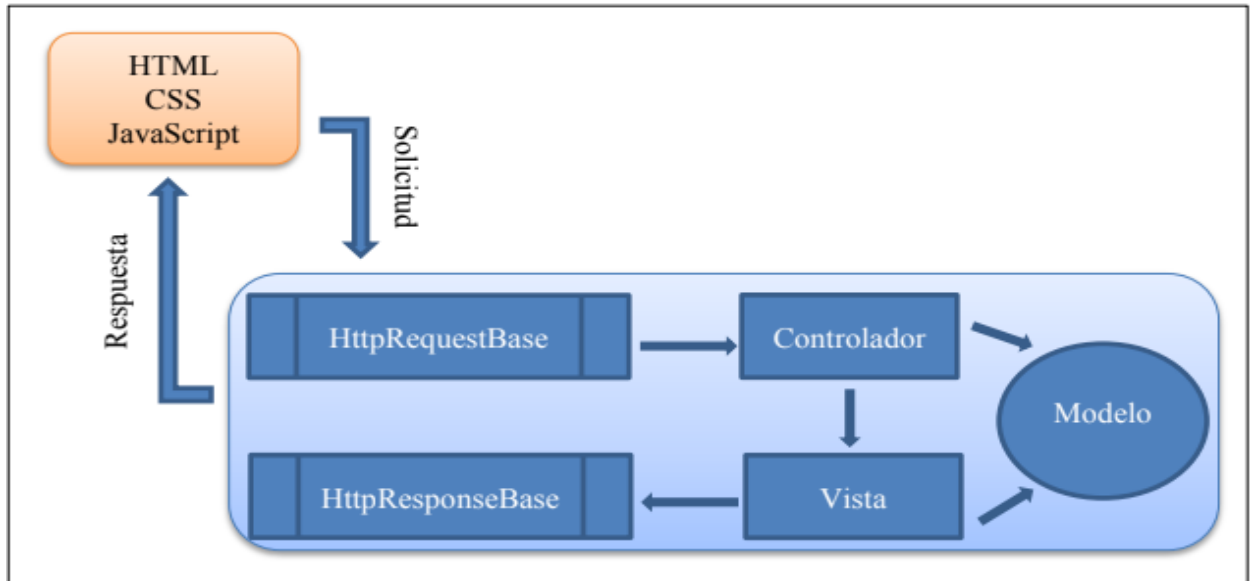 HTML
CSS
JavaScript
Solicitud
Respuesta
HttpRequestBase
Controlador
Modelo
HttpResponseBase
Vista